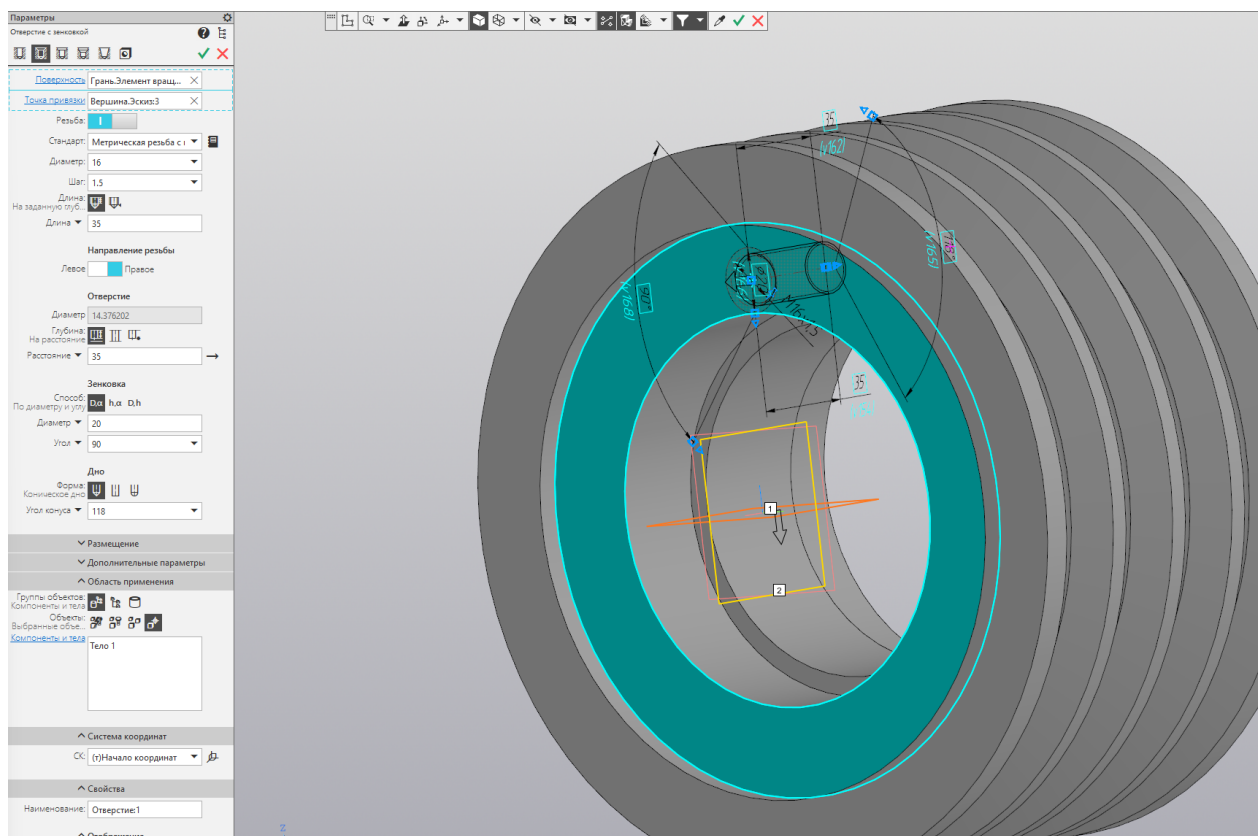 Параметры
Отверстие с зенковкой
Поверхность Грань.Элемент вращ...
Точка привязки Вершина.Эскиз:3
Резьба:
Стандарт: Метрическая резьба с
Диаметр: 16
Шаг: 1.5
Длина:
На заданную глуб...
Длина 35
Направление резьбы
Левое Правое
Отверстие
Диаметр 14.376202
Глубина:
На расстояние
Расстояние 35
Зенковка
Способ: D,α h,α D,h
По диаметру и углу
Диаметр 20
Угол 90
Дно
Форма:
Коническое дно
Угол конуса 118
Размещение
Дополнительные параметры
Область применения
Группы объектов:
Компоненты и тела
Объекты:
Выбранные объе...
Компоненты и тела
Тело 1
Система координат
СК: (т)Начало координат
Свойства
Наименование: Отверстие:1
35
(v162)
(v165)
90°
(v168)
35
1
2
z